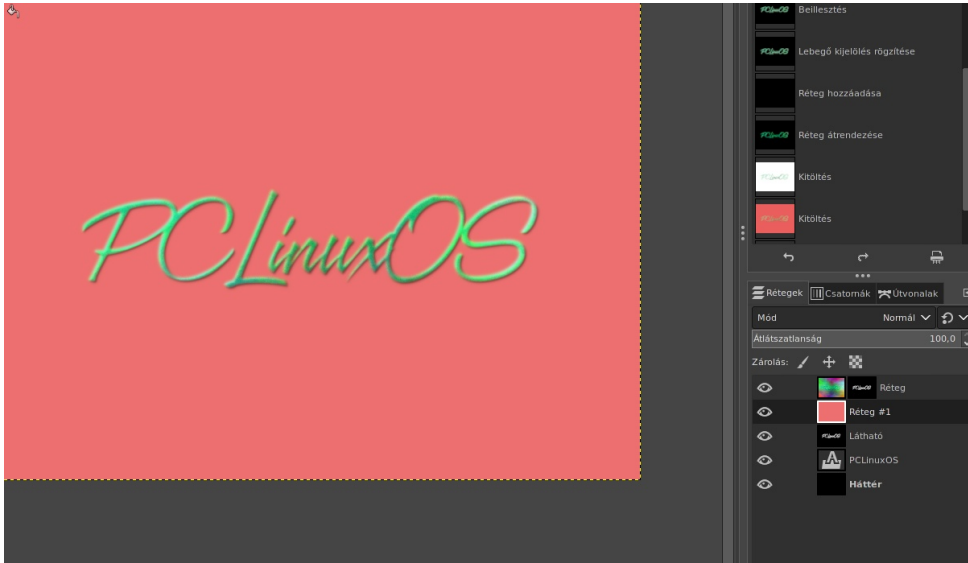 PCLinuxOS
Beillesztés
Lebegő kijelölés rögzítése
Réteg hozzáadása
Réteg átrendezése
Kitöltés
Kitöltés
Rétegek Csatornák Útvonalak
Mód Normál
Átlátszatlanság 100,0
Zárolás:
Réteg
Réteg #1
Látható
PCLinuxOS
Háttér